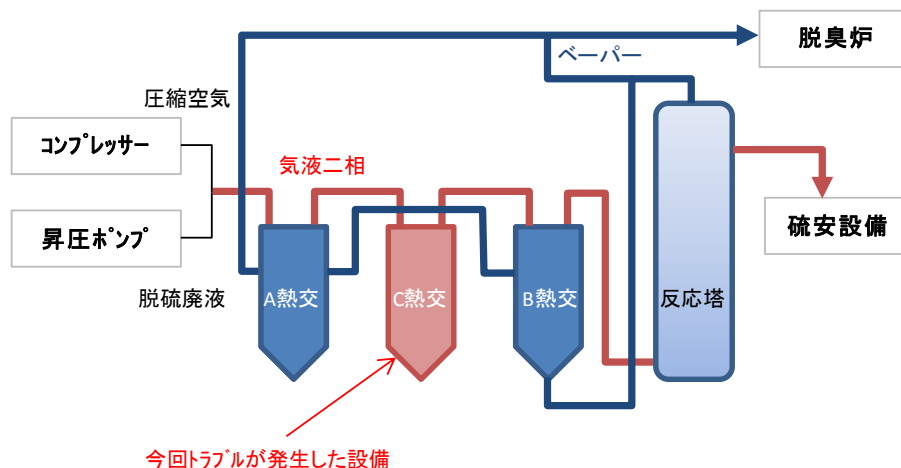 脱臭炉
ベーパー
圧縮空気
ｺﾝﾌﾟﾚｯｻｰ
気液二相
昇圧ﾎﾟﾝﾌﾟ
硫安設備
脱硫廃液
A熱交
C熱交
B熱交
反応塔
今回ﾄﾗﾌﾞﾙが発生した設備